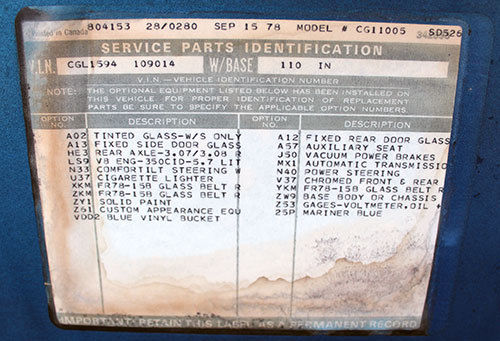 804153 28/0280 SEP 15 78 MODEL # CG11005
Printed in Canada SD526
SERVICE PARTS IDENTIFICATION
V.I.N. CGL1594 109014 W/BASE 110 IN
V.I.N.—VEHICLE IDENTIFICATION NUMBER
NOTE: THE OPTIONAL EQUIPMENT LISTED BELOW HAS BEEN INSTALLED ON
THIS VEHICLE FOR PROPER IDENTIFICATION OF REPLACEMENT
PARTS BE SURE TO SPECIFY THE APPLICABLE OPTION NUMBERS.
OPTION NO. DESCRIPTION OPTION NO. DESCRIPTION
A02 TINTED GLASS-W/S ONLY A12 FIXED REAR DOOR GLASS
A13 FIXED SIDE DOOR GLASS A57 AUXILIARY SEAT
HE3 REAR AXLE-3.07/3.08 R J50 VACUUM POWER BRAKES
LS9 V8 ENG-350CID-5.7 LIT MX1 AUTOMATIC TRANSMISSIO
N33 COMFORTILT STEERING W N40 POWER STEERING
U37 CIGARETTE LIGHTER V37 CHROMED FRONT & REAR
XKM FR78-15B GLASS BELT R YKM FR78-15B GLASS BELT R
ZKM FR78-15B GLASS BELT R ZW9 BASE BODY OR CHASSIS
ZY1 SOLID PAINT Z53 GAGES-VOLTMETER,OIL +
Z61 CUSTOM APPEARANCE EQU 25P MARINER BLUE
VDD2 BLUE VINYL BUCKET
IMPORTANT: RETAIN THIS LABEL AS A PERMANENT RECORD